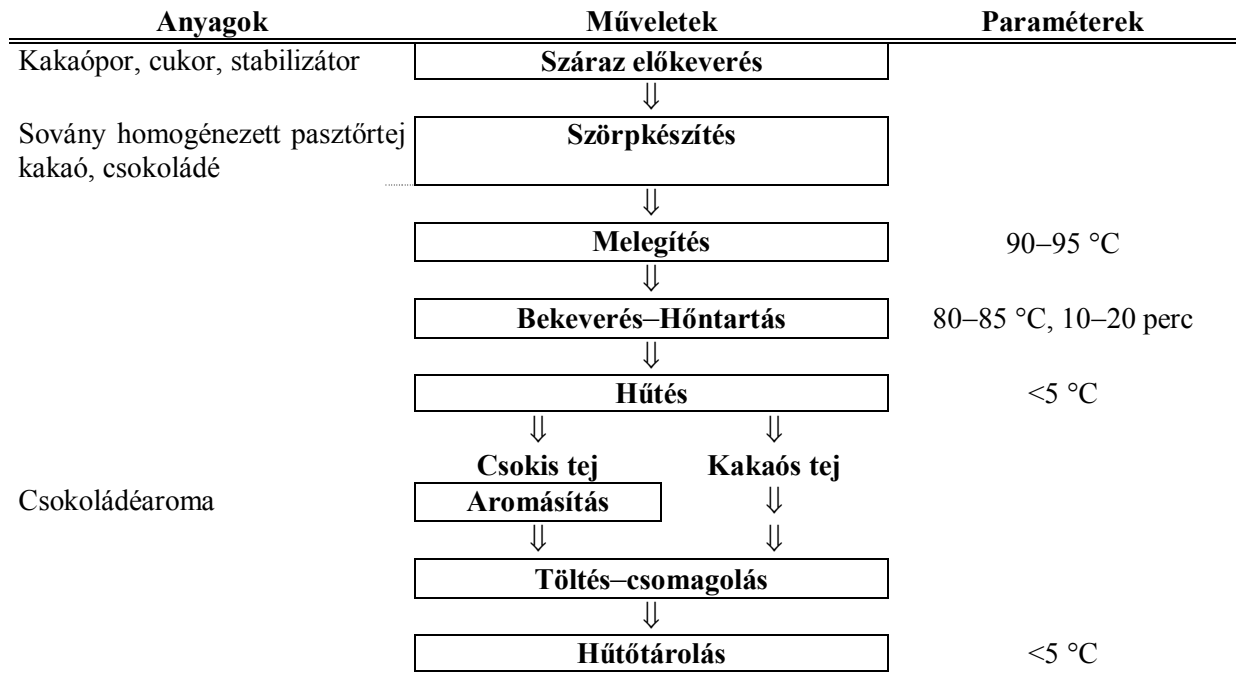 Anyagok Műveletek Paraméterek
Kakaópor, cukor, stabilizátor Száraz előkeverés
⇓
Sovány homogénezett pasztőrtej Szörpkészítés
kakaó, csokoládé
⇓
Melegítés 90–95 °C
⇓
Bekeverés–Hőntartás 80–85 °C, 10–20 perc
⇓
Hűtés <5 °C
⇓ ⇓
Csokis tej Kakaós tej
Csokoládéaroma Aromásítás ⇓
⇓ ⇓
Töltés–csomagolás
⇓
Hűtőtárolás <5 °C